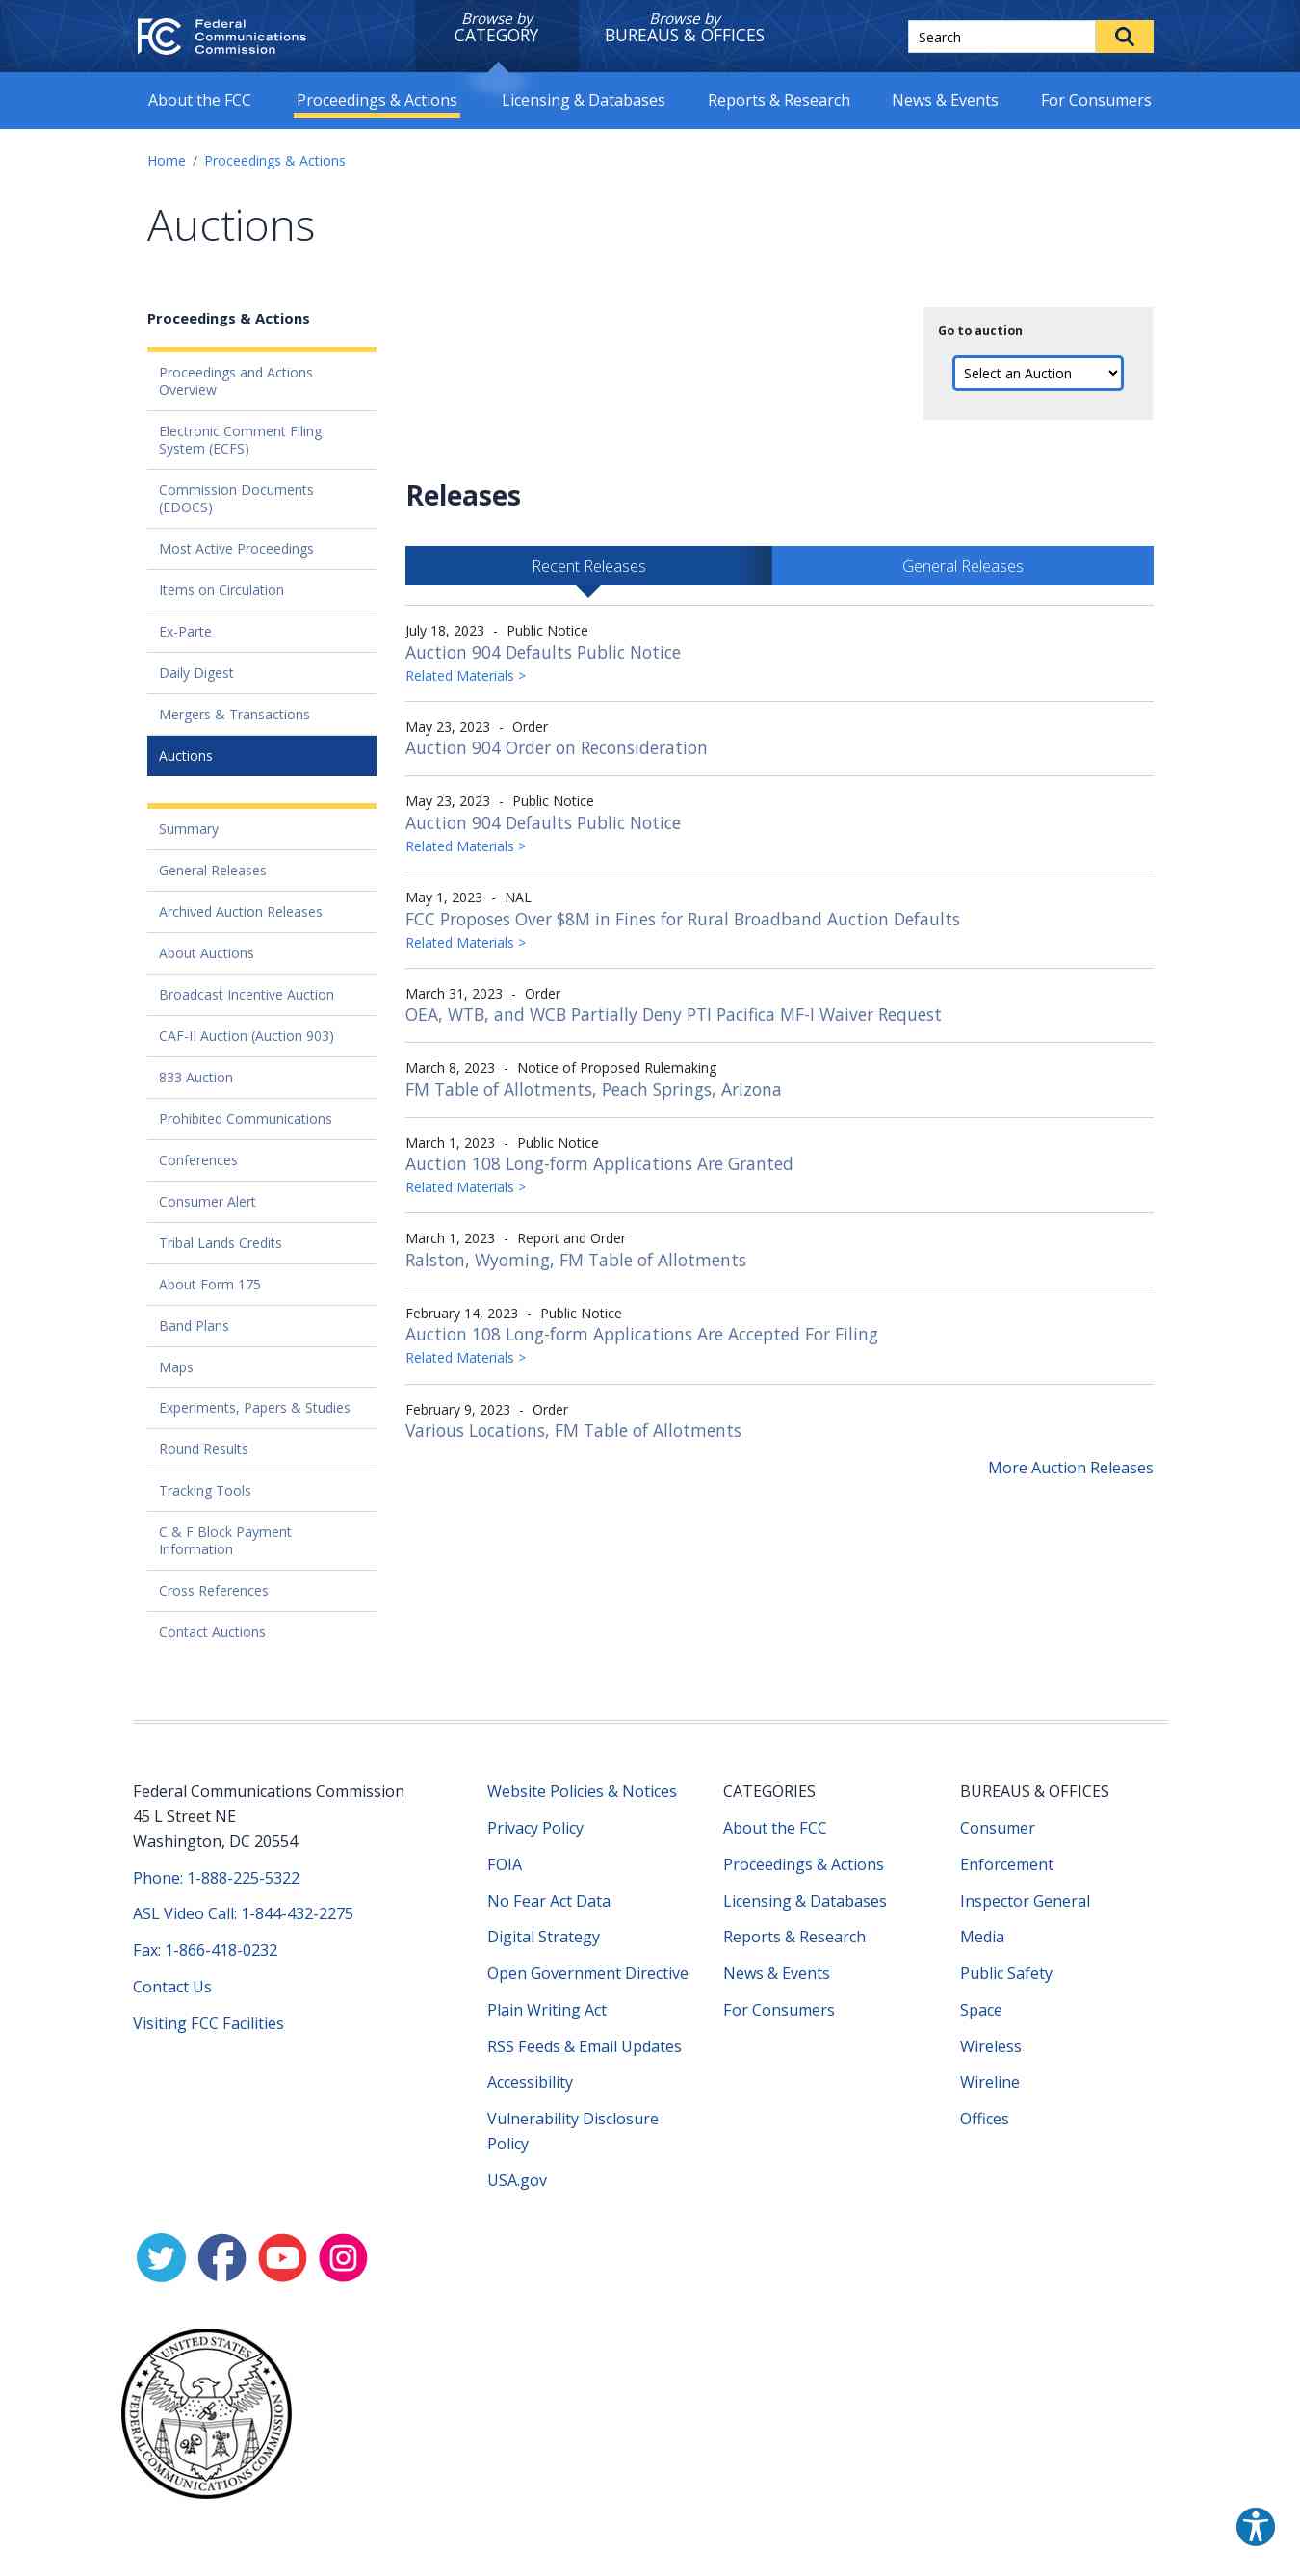 Federal
Communications
Commission
Browse by
CATEGORY
Browse by
BUREAUS & OFFICES
Search
About the FCC
Proceedings & Actions
Licensing & Databases
Reports & Research
News & Events
For Consumers
Home / Proceedings & Actions
Auctions
Proceedings & Actions
Proceedings and Actions
Overview
Electronic Comment Filing
System (ECFS)
Commission Documents
(EDOCS)
Most Active Proceedings
Items on Circulation
Ex-Parte
Daily Digest
Mergers & Transactions
Auctions
Summary
General Releases
Archived Auction Releases
About Auctions
Broadcast Incentive Auction
CAF-II Auction (Auction 903)
833 Auction
Prohibited Communications
Conferences
Consumer Alert
Tribal Lands Credits
About Form 175
Band Plans
Maps
Experiments, Papers & Studies
Round Results
Tracking Tools
C & F Block Payment
Information
Cross References
Contact Auctions
Go to auction
Select an Auction
Releases
Recent Releases
General Releases
July 18, 2023 - Public Notice
Auction 904 Defaults Public Notice
Related Materials >
May 23, 2023 - Order
Auction 904 Order on Reconsideration
May 23, 2023 - Public Notice
Auction 904 Defaults Public Notice
Related Materials >
May 1, 2023 - NAL
FCC Proposes Over $8M in Fines for Rural Broadband Auction Defaults
Related Materials >
March 31, 2023 - Order
OEA, WTB, and WCB Partially Deny PTI Pacifica MF-I Waiver Request
March 8, 2023 - Notice of Proposed Rulemaking
FM Table of Allotments, Peach Springs, Arizona
March 1, 2023 - Public Notice
Auction 108 Long-form Applications Are Granted
Related Materials >
March 1, 2023 - Report and Order
Ralston, Wyoming, FM Table of Allotments
February 14, 2023 - Public Notice
Auction 108 Long-form Applications Are Accepted For Filing
Related Materials >
February 9, 2023 - Order
Various Locations, FM Table of Allotments
More Auction Releases
Federal Communications Commission
45 L Street NE
Washington, DC 20554
Phone: 1-888-225-5322
ASL Video Call: 1-844-432-2275
Fax: 1-866-418-0232
Contact Us
Visiting FCC Facilities
Website Policies & Notices
Privacy Policy
FOIA
No Fear Act Data
Digital Strategy
Open Government Directive
Plain Writing Act
RSS Feeds & Email Updates
Accessibility
Vulnerability Disclosure
Policy
USA.gov
CATEGORIES
About the FCC
Proceedings & Actions
Licensing & Databases
Reports & Research
News & Events
For Consumers
BUREAUS & OFFICES
Consumer
Enforcement
Inspector General
Media
Public Safety
Space
Wireless
Wireline
Offices
UNITED STATES
FEDERAL COMMUNICATIONS COMMISSION